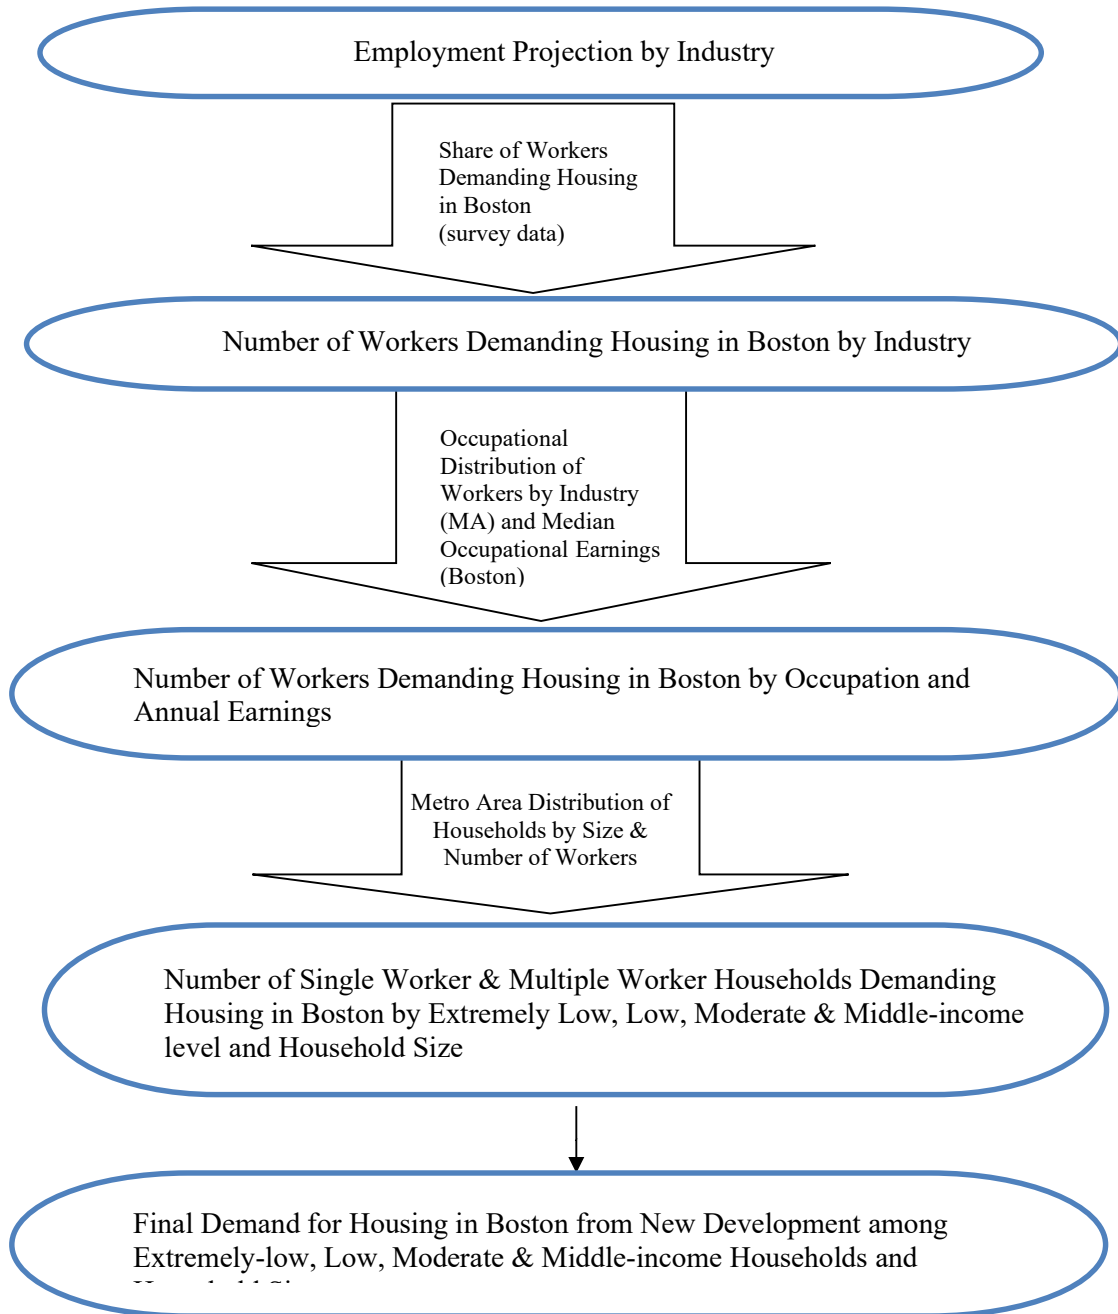 Employment Projection by Industry
Share of Workers
Demanding Housing
in Boston
(survey data)
Number of Workers Demanding Housing in Boston by Industry
Occupational
Distribution of
Workers by Industry
(MA) and Median
Occupational Earnings
(Boston)
Number of Workers Demanding Housing in Boston by Occupation and
Annual Earnings
Metro Area Distribution of
Households by Size &
Number of Workers
Number of Single Worker & Multiple Worker Households Demanding
Housing in Boston by Extremely Low, Low, Moderate & Middle-income
level and Household Size
Final Demand for Housing in Boston from New Development among
Extremely-low, Low, Moderate & Middle-income Households and